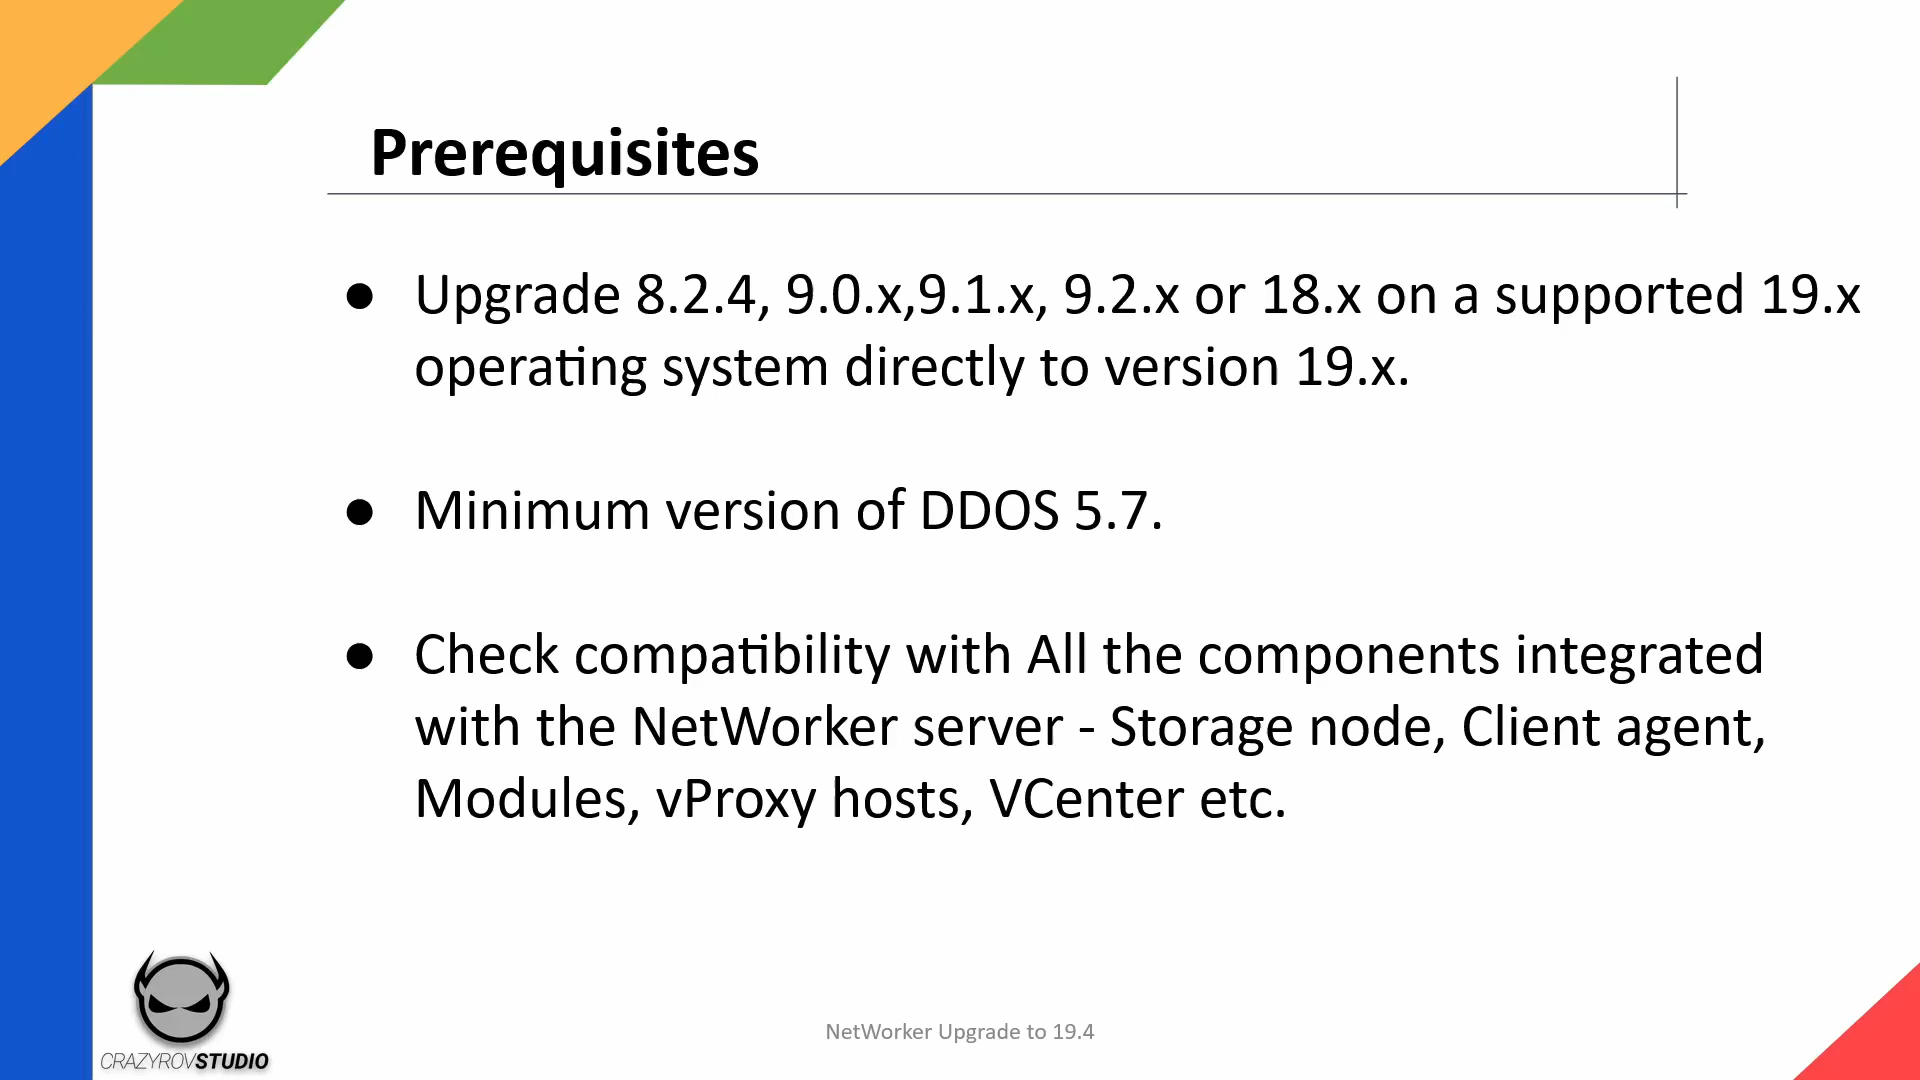 Prerequisites
● Upgrade 8.2.4, 9.0.x,9.1.x, 9.2.x or 18.x on a supported 19.x
operating system directly to version 19.x.
● Minimum version of DDOS 5.7.
● Check compatibility with All the components integrated
with the NetWorker server - Storage node, Client agent,
Modules, vProxy hosts, VCenter etc.
NetWorker Upgrade to 19.4
CRAZYROVSTUDIO